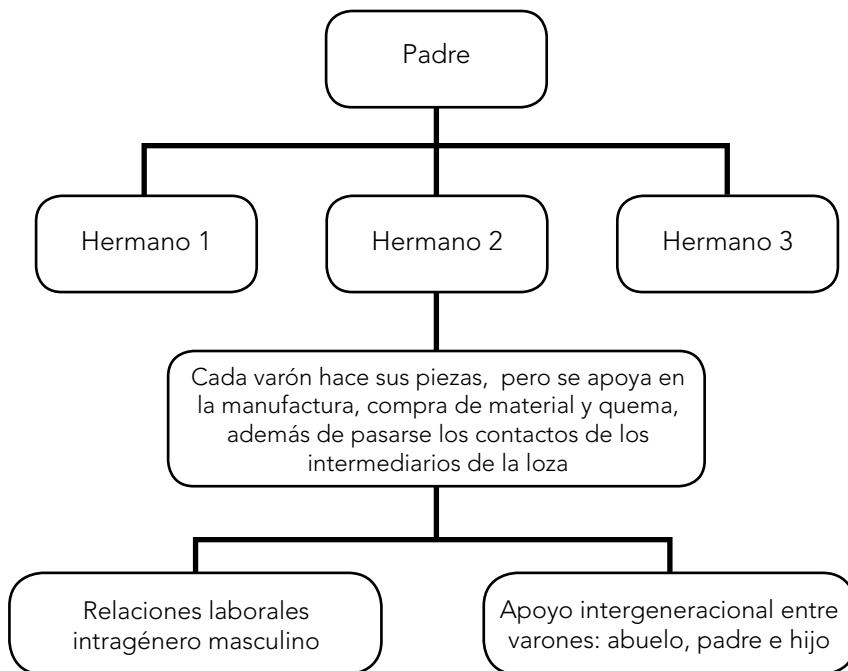 Padre
Hermano 1
Hermano 2
Hermano 3
Cada varón hace sus piezas,  pero se apoya en
la manufactura, compra de material y quema,
además de pasarse los contactos de los
intermediarios de la loza
Relaciones laborales
intragénero masculino
Apoyo intergeneracional entre
varones: abuelo, padre e hijo